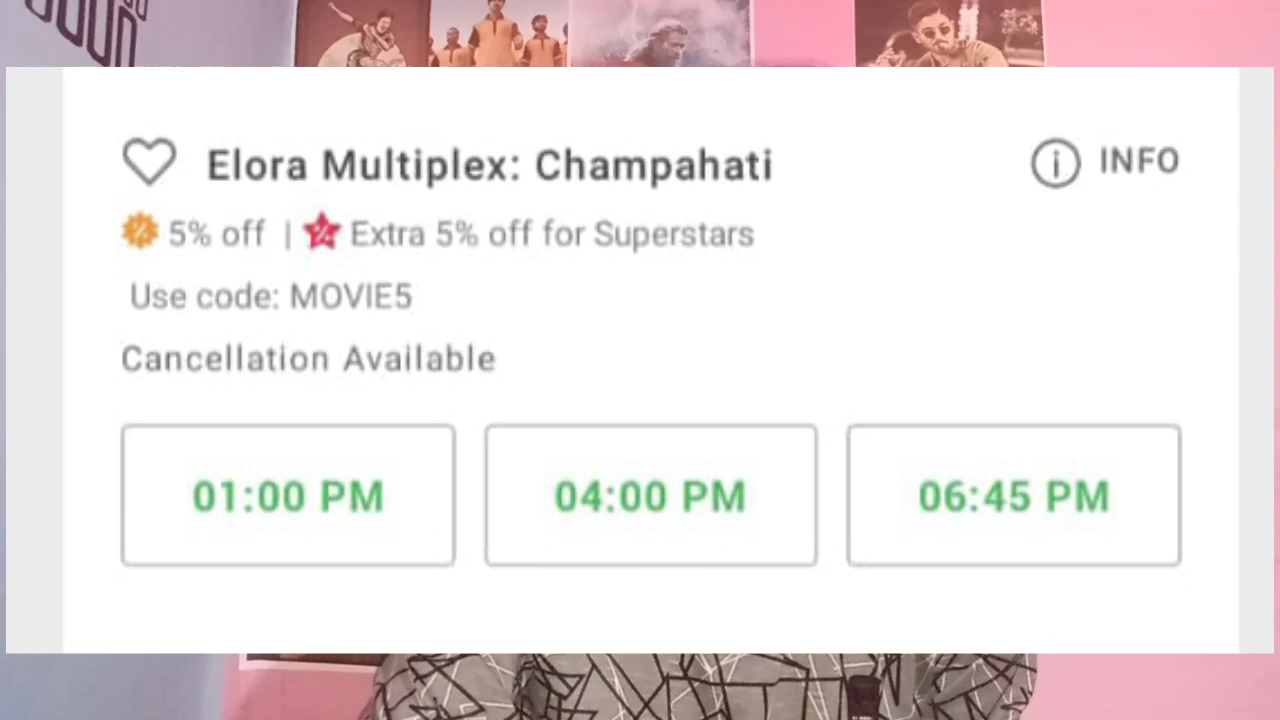 Elora Multiplex: Champahati
INFO
5% off | Extra 5% off for Superstars
Use code: MOVIE5
Cancellation Available
01:00 PM
04:00 PM
06:45 PM